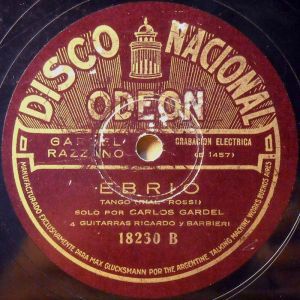 DISCO NACIONAL
ODEON
GARDEL
RAZZANO
GRABACION ELECTRICA
(E 1457)
EBRIO
TANGO (RIAL - ROSSI)
SOLO POR CARLOS GARDEL
4 GUITARRAS RICARDO y BARBIERI
18230 B
MANUFACTURADO EXCLUSIVAMENTE PARA MAX GLUCKSMANN POR THE ARGENTINE TALKING MACHINE WORKS BUENOS AIRES